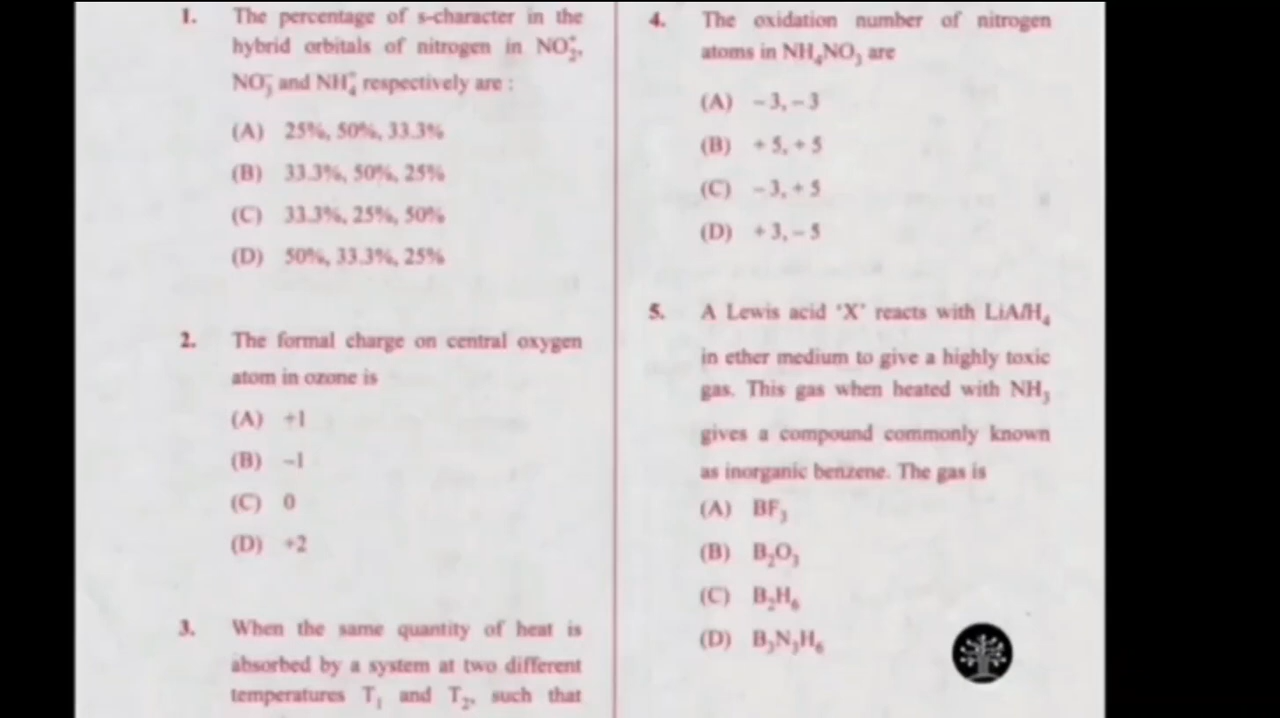 1. The percentage of s-character in the
hybrid orbitals of nitrogen in NO₂⁺,
NO₃⁻ and NH₄⁺ respectively are :
(A) 25%, 50%, 33.3%
(B) 33.3%, 50%, 25%
(C) 33.3%, 25%, 50%
(D) 50%, 33.3%, 25%
2. The formal charge on central oxygen
atom in ozone is
(A) +1
(B) –1
(C) 0
(D) +2
3. When the same quantity of heat is
absorbed by a system at two different
temperatures T₁ and T₂, such that
4. The oxidation number of nitrogen
atoms in NH₄NO₃ are
(A) – 3, – 3
(B) + 5, + 5
(C) – 3, + 5
(D) + 3, – 5
5. A Lewis acid ‘X’ reacts with LiAlH₄
in ether medium to give a highly toxic
gas. This gas when heated with NH₃
gives a compound commonly known
as inorganic benzene. The gas is
(A) BF₃
(B) B₂O₃
(C) B₂H₆
(D) B₃N₃H₆